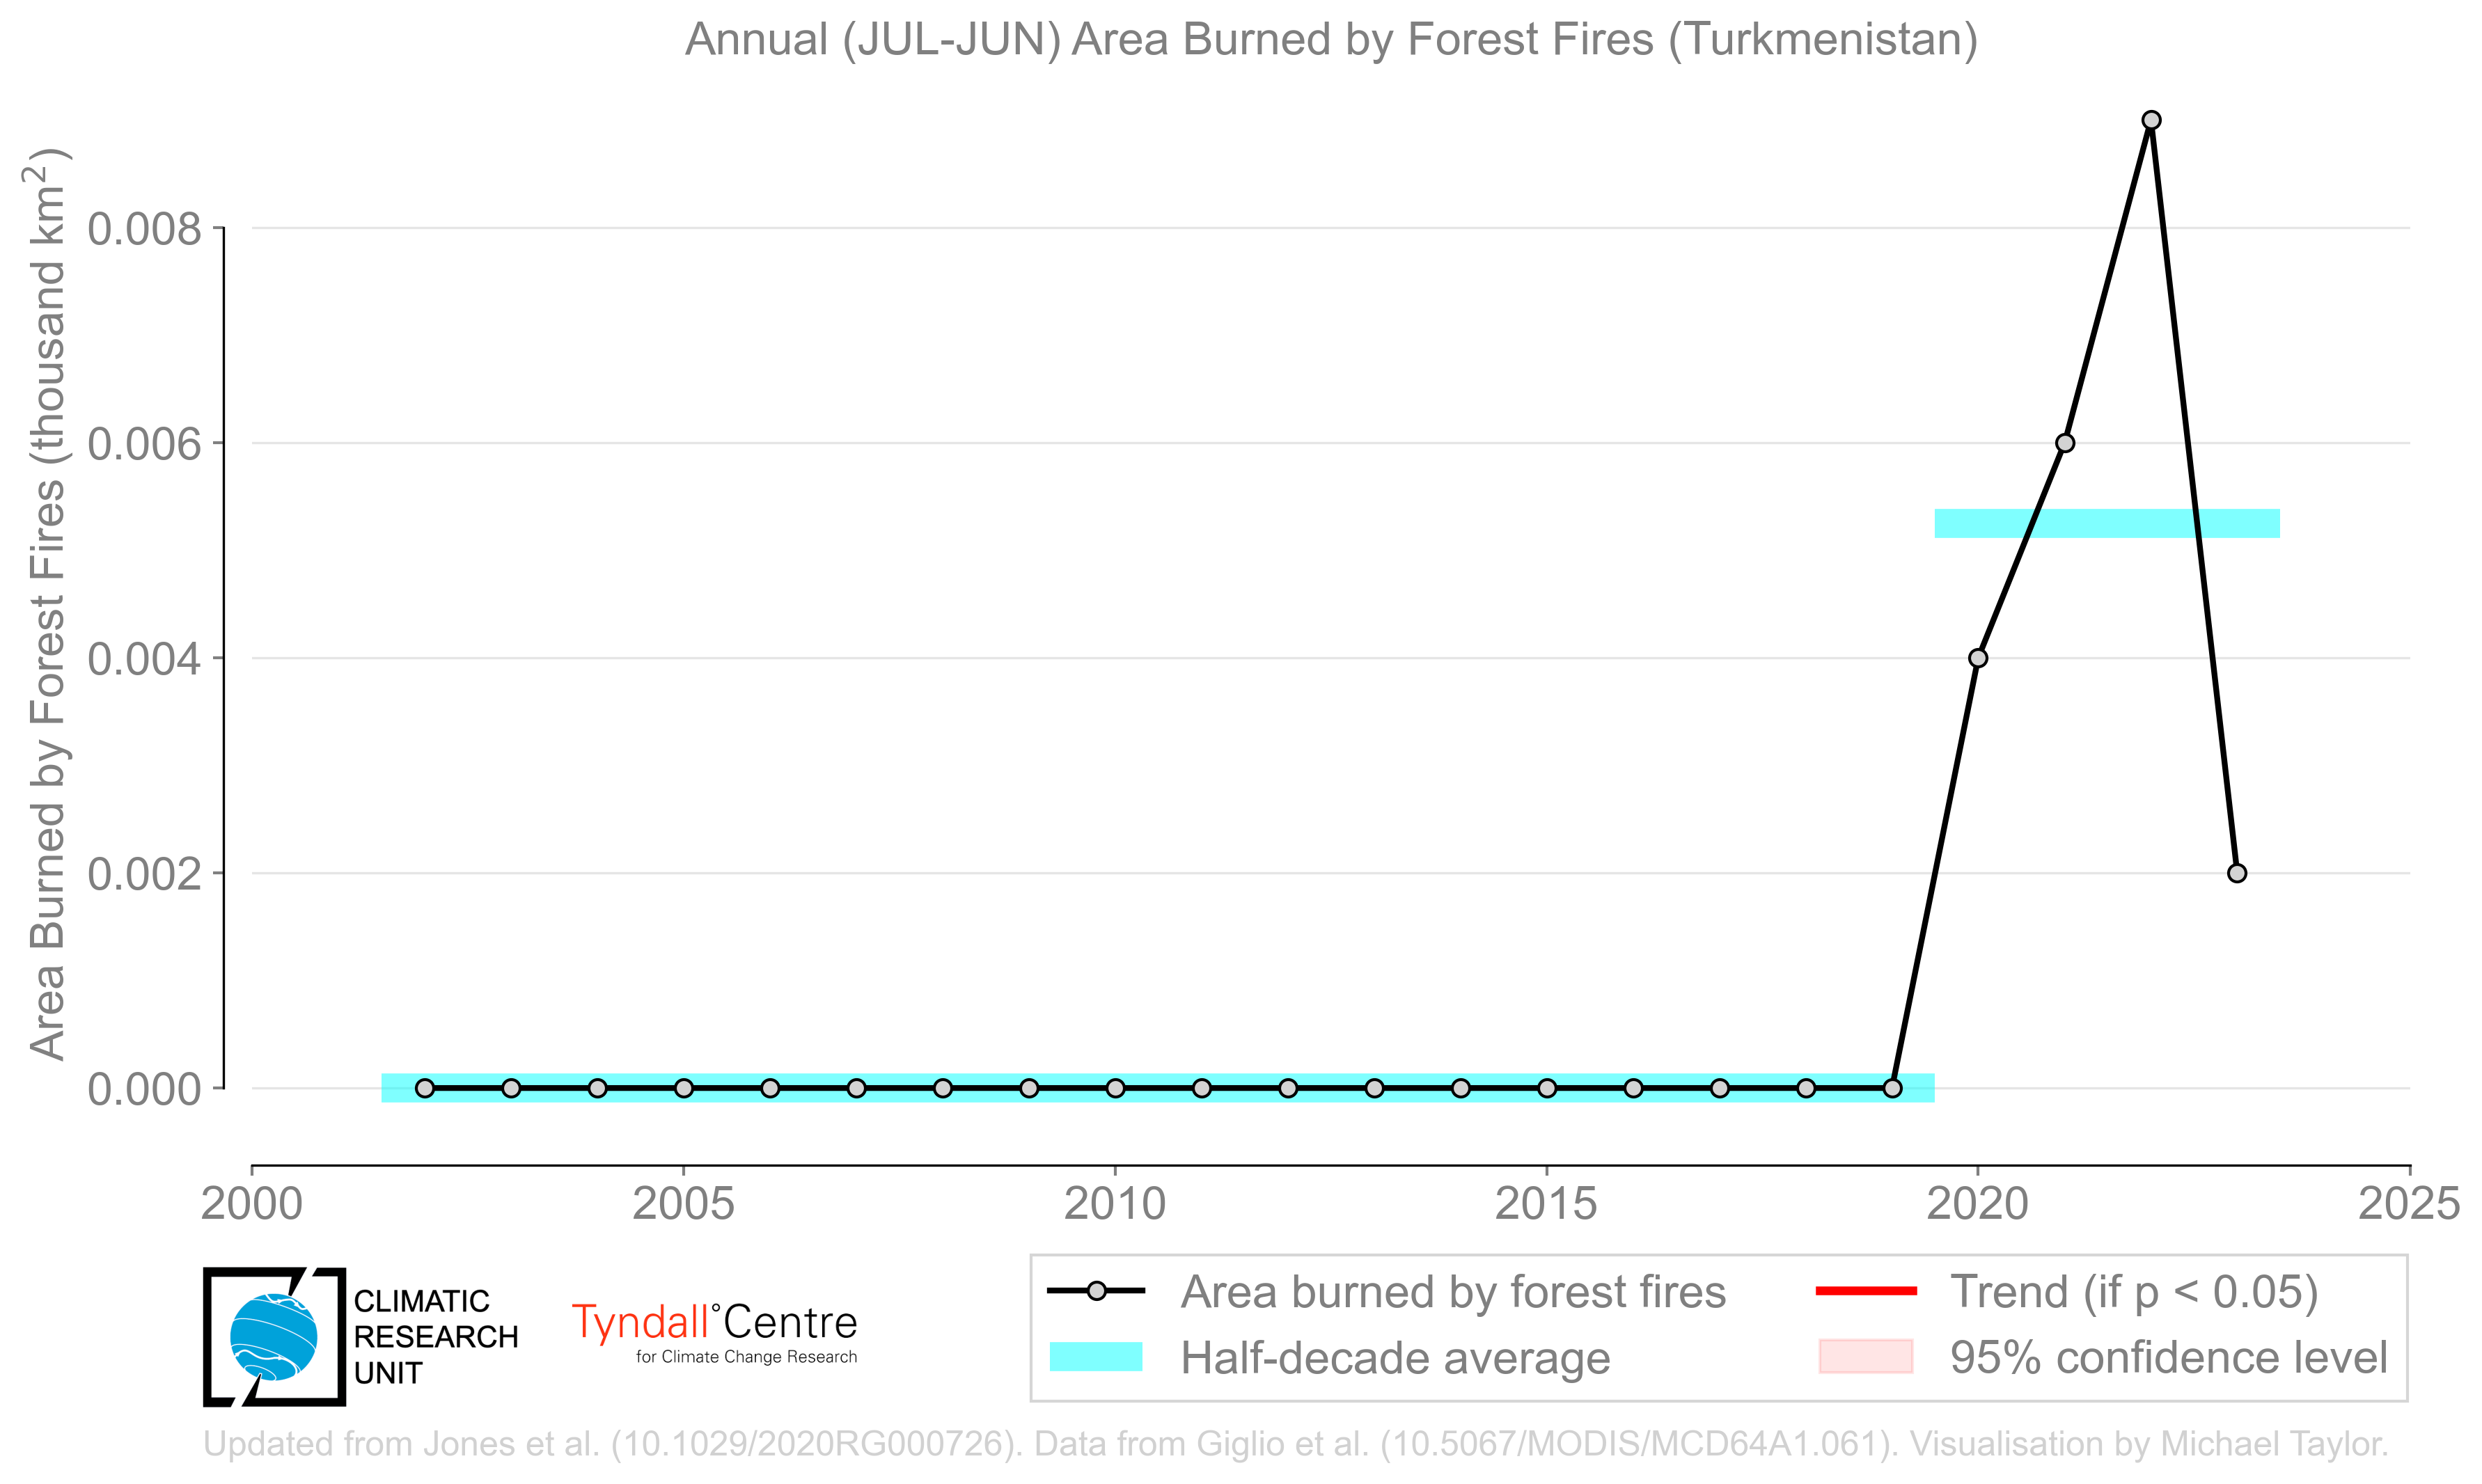 Annual (JUL-JUN) Area Burned by Forest Fires (Turkmenistan)
Area Burned by Forest Fires (thousand km²)
0.008
0.006
0.004
0.002
0.000
2000 2005 2010 2015 2020 2025
CLIMATIC
RESEARCH
UNIT
Tyndall°Centre
for Climate Change Research
Area burned by forest fires
Half-decade average
Trend (if p < 0.05)
95% confidence level
Updated from Jones et al. (10.1029/2020RG000726). Data from Giglio et al. (10.5067/MODIS/MCD64A1.061). Visualisation by Michael Taylor.